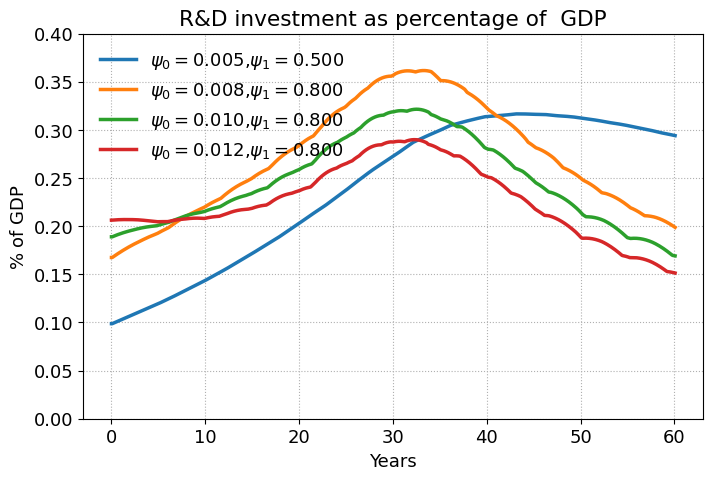 R&D investment as percentage of  GDP
% of GDP
0.40
0.35
0.30
0.25
0.20
0.15
0.10
0.05
0.00
ψ₀ = 0.005,ψ₁ = 0.500
ψ₀ = 0.008,ψ₁ = 0.800
ψ₀ = 0.010,ψ₁ = 0.800
ψ₀ = 0.012,ψ₁ = 0.800
0 10 20 30 40 50 60
Years